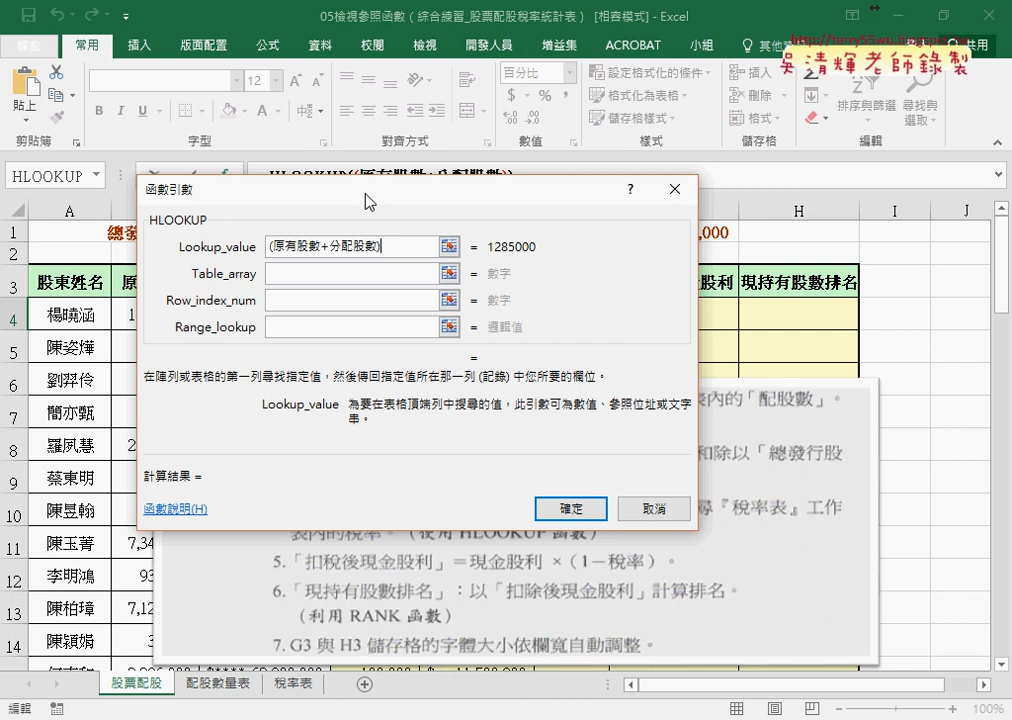 05檢視參照函數（綜合練習_股票配股稅率統計表） [相容模式] - Excel
常用 插入 版面配置 公式 資料 校閱 檢視 開發人員 增益集 ACROBAT 小組 其他 共用
吳清輝老師錄製
貼上
剪貼簿
12
B I U
字型
對齊方式
百分比
$ % ,
數值
設定格式化的條件
格式化為表格
儲存格樣式
樣式
插入
刪除
格式
儲存格
排序與篩選 尋找與
選取
編輯
HLOOKUP
函數引數
HLOOKUP
Lookup_value (原有股數+分配股數) = 1285000
Table_array = 數字
Row_index_num = 數字
Range_lookup = 邏輯值
=
在陣列或表格的第一列尋找指定值，然後傳回指定值所在那一列 (記錄) 中您所要的欄位。
Lookup_value 為要在表格頂端列中搜尋的值，此引數可為數值、參照位址或文字
串。
計算結果 =
函數說明(H)
確定 取消
A H I J
1
2
3 股東姓名 現持有股數排名
4 楊曉涵
5 陳姿燁
6 劉羿伶
7 簡亦甄
8 羅夙慧
9 蔡東明
10 陳昱翰
11 陳玉菁 7,34
12 李明鴻 93
13 陳柏瑋 7,12
14 陳穎娟
表內的「配股數」。
和除以「總發行股
尋『稅率表』工作
表內的稅率。（使用 HLOOKUP 函數）
5.「扣稅後現金股利」＝現金股利 ×（1－稅率）。
6.「現持有股數排名」：以「扣除後現金股利」計算排名。
（利用 RANK 函數）
7. G3 與 H3 儲存格的字體大小依欄寬自動調整。
股票配股 配股數量表 稅率表
編輯
100%